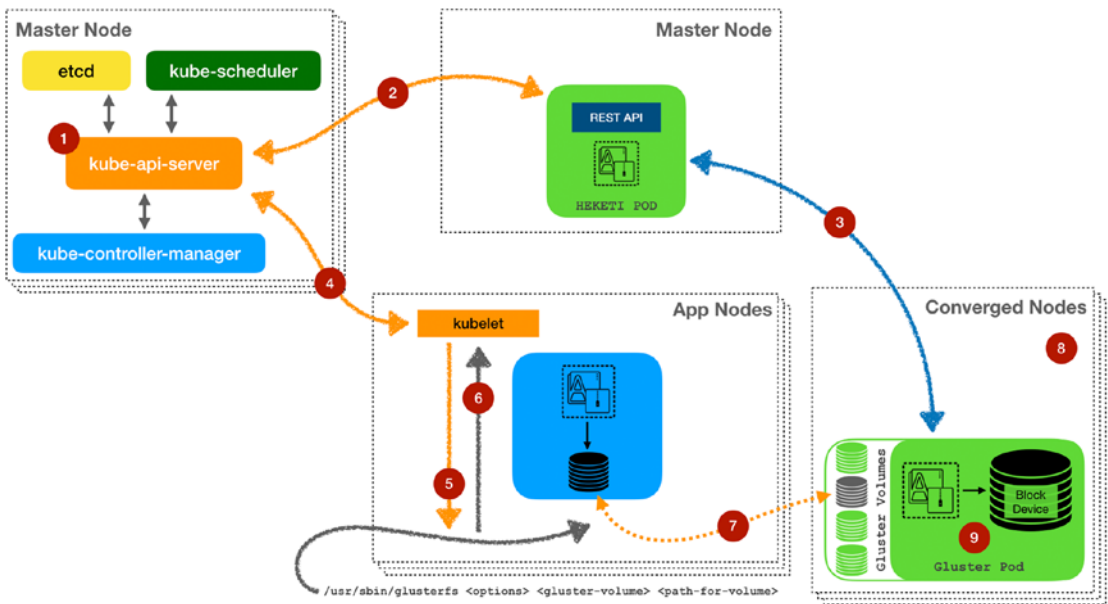 Master Node
etcd
kube-scheduler
1
kube-api-server
kube-controller-manager
2
Master Node
REST API
HEKETI POD
3
4
App Nodes
kubelet
6
5
7
/usr/sbin/glusterfs <options> <gluster-volume> <path-for-volume>
Converged Nodes
8
Gluster Volumes
Block
Device
9
Gluster Pod